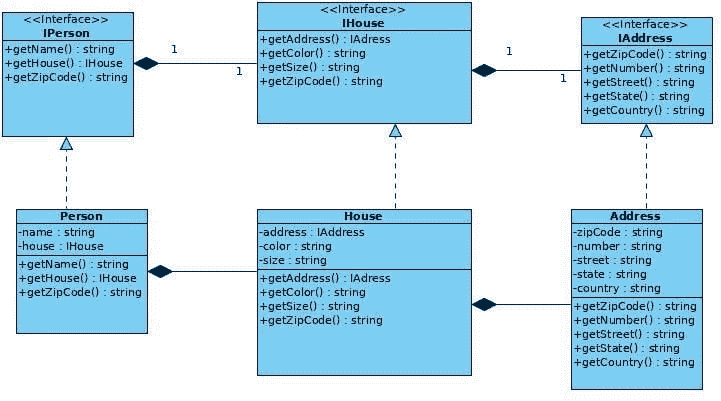 <<Interface>>
IPerson
+getName() : string
+getHouse() : IHouse
+getZipCode() : string
1
1
<<Interface>>
IHouse
+getAddress() : IAdress
+getColor() : string
+getSize() : string
+getZipCode() : string
1
1
<<Interface>>
IAddress
+getZipCode() : string
+getNumber() : string
+getStreet() : string
+getState() : string
+getCountry() : string
Person
-name : string
-house : IHouse
+getName() : string
+getHouse() : IHouse
+getZipCode() : string
House
-address : IAddress
-color : string
-size : string
+getAddress() : IAdress
+getColor() : string
+getSize() : string
+getZipCode() : string
Address
-zipCode : string
-number : string
-street : string
-state : string
-country : string
+getZipCode() : string
+getNumber() : string
+getStreet() : string
+getState() : string
+getCountry() : string